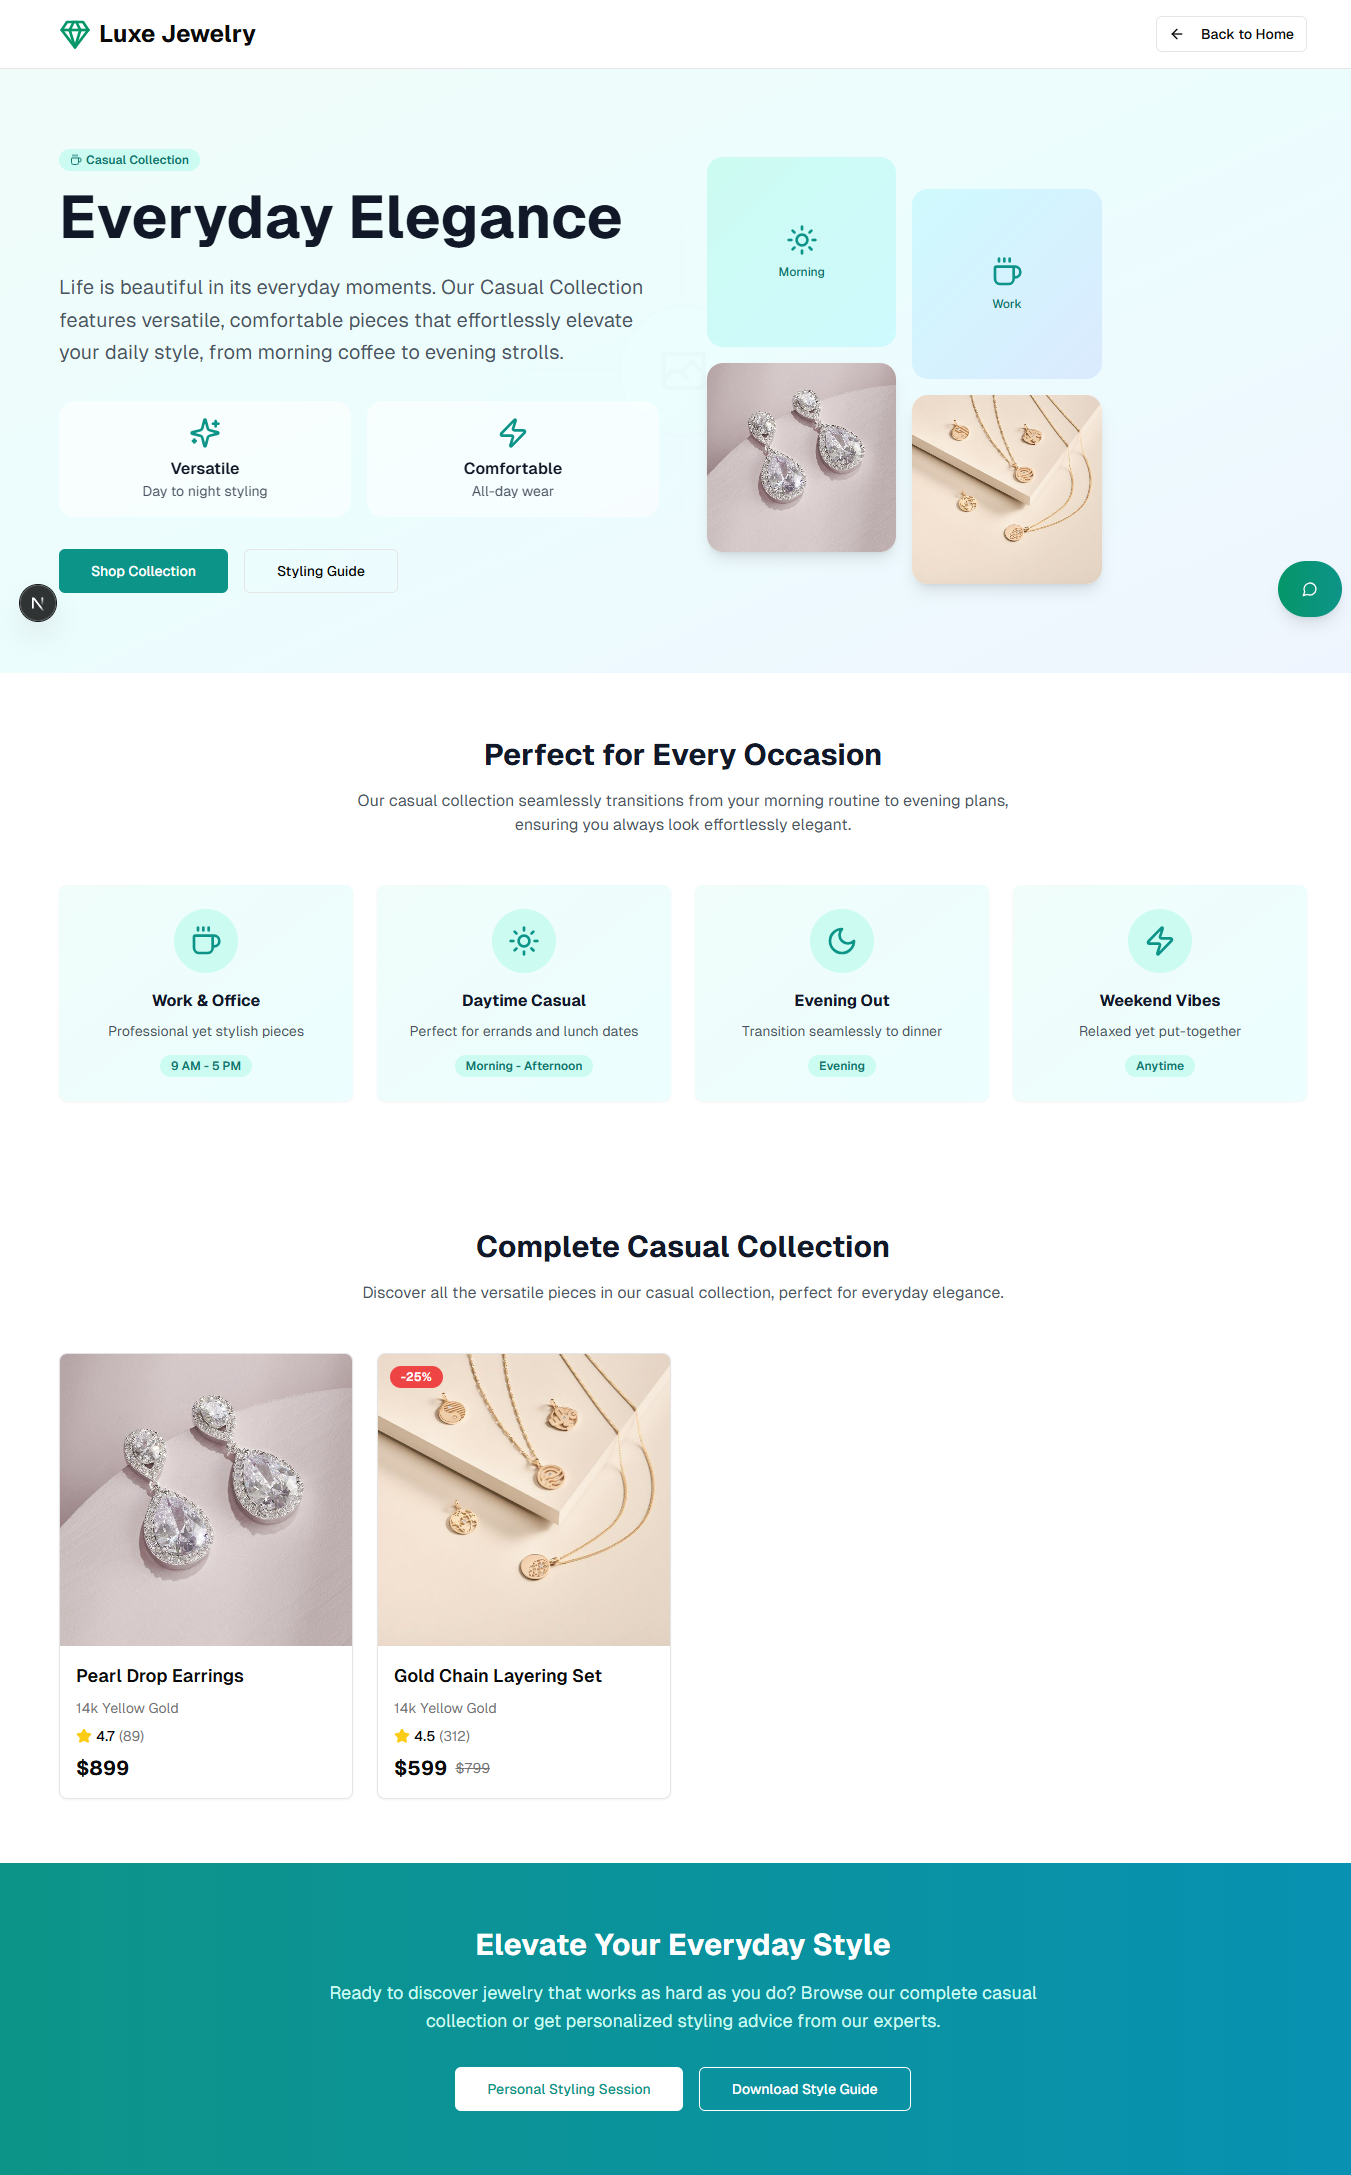 Luxe Jewelry
Back to Home
Casual Collection
Everyday Elegance
Life is beautiful in its everyday moments. Our Casual Collection
features versatile, comfortable pieces that effortlessly elevate
your daily style, from morning coffee to evening strolls.
Versatile
Day to night styling
Comfortable
All-day wear
Shop Collection
Styling Guide
Morning
Work
N
Perfect for Every Occasion
Our casual collection seamlessly transitions from your morning routine to evening plans,
ensuring you always look effortlessly elegant.
Work & Office
Professional yet stylish pieces
9 AM - 5 PM
Daytime Casual
Perfect for errands and lunch dates
Morning - Afternoon
Evening Out
Transition seamlessly to dinner
Evening
Weekend Vibes
Relaxed yet put-together
Anytime
Complete Casual Collection
Discover all the versatile pieces in our casual collection, perfect for everyday elegance.
Pearl Drop Earrings
14k Yellow Gold
4.7 (89)
$899
-25%
Gold Chain Layering Set
14k Yellow Gold
4.5 (312)
$599 $799
Elevate Your Everyday Style
Ready to discover jewelry that works as hard as you do? Browse our complete casual
collection or get personalized styling advice from our experts.
Personal Styling Session
Download Style Guide